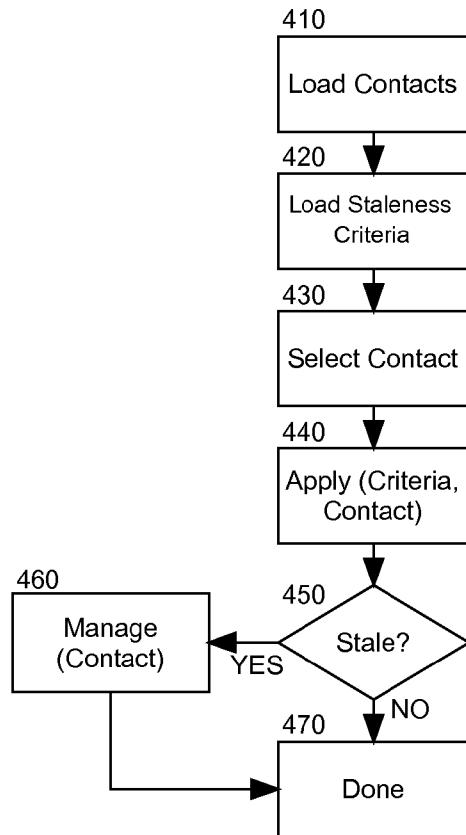 410
Load Contacts
420
Load Staleness
Criteria
430
Select Contact
440
Apply (Criteria,
Contact)
450
Stale?
YES
NO
460
Manage
(Contact)
470
Done